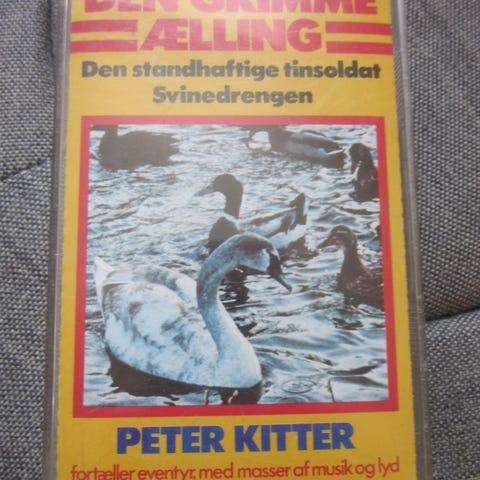 DEN GRIMME
ÆLLING
Den standhaftige tinsoldat
Svinedrengen
PETER KITTER
fortæller eventyr, med masser af musik og lyd